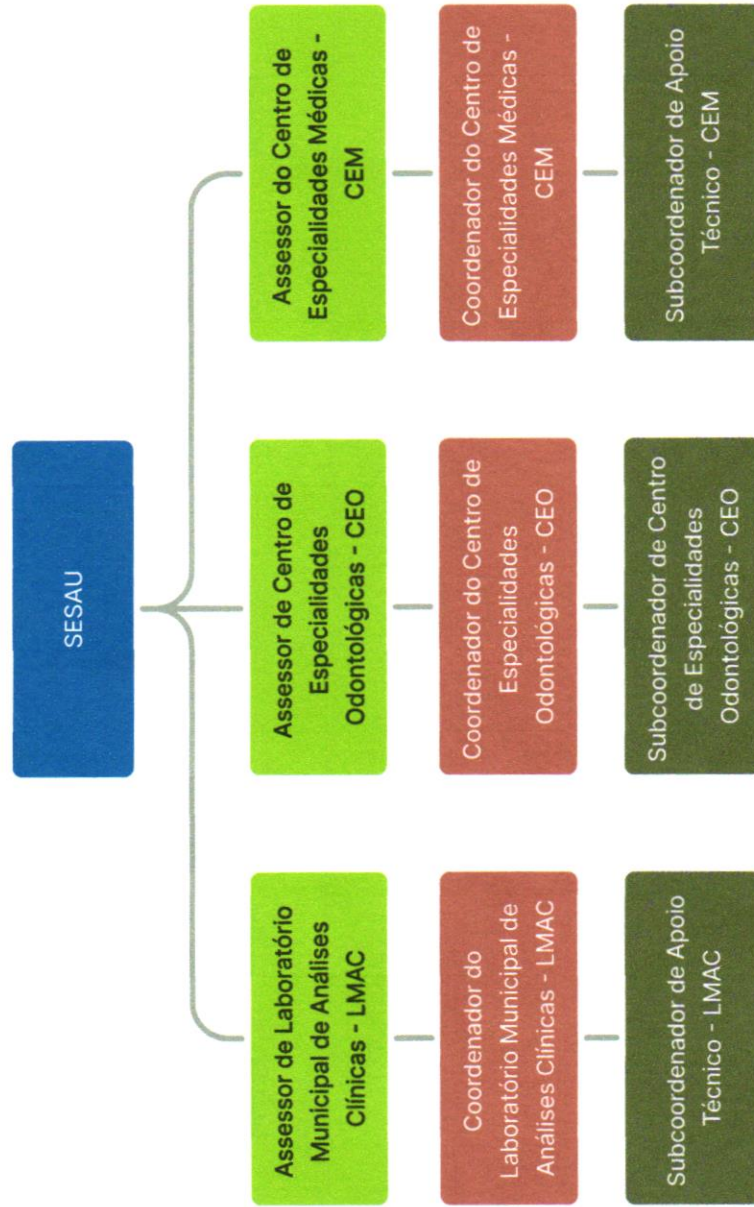 SESAU
Assessor de Laboratório
Municipal de Análises
Clínicas - LMAC
Coordenador do
Laboratório Municipal de
Análises Clínicas - LMAC
Subcoordenador de Apoio
Técnico - LMAC
Assessor de Centro de
Especialidades
Odontológicas - CEO
Coordenador do Centro de
Especialidades
Odontológicas - CEO
Subcoordenador de Centro
de Especialidades
Odontológicas - CEO
Assessor do Centro de
Especialidades Médicas -
CEM
Coordenador do Centro de
Especialidades Médicas -
CEM
Subcoordenador de Apoio
Técnico - CEM